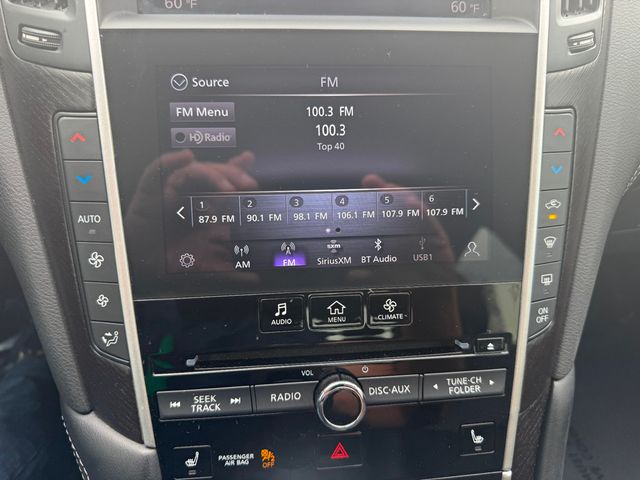 60°F 60°F
Source FM
FM Menu 100.3 FM
HD Radio 100.3
Top 40
1 2 3 4 5 6
87.9 FM 90.1 FM 98.1 FM 106.1 FM 107.9 FM 107.9 FM
AM FM sxm SiriusXM BT Audio USB1
AUTO
ON
OFF
AUDIO MENU CLIMATE
VOL
SEEK
TRACK
RADIO
DISC·AUX
TUNE·CH
FOLDER
PASSENGER
AIR BAG
OFF